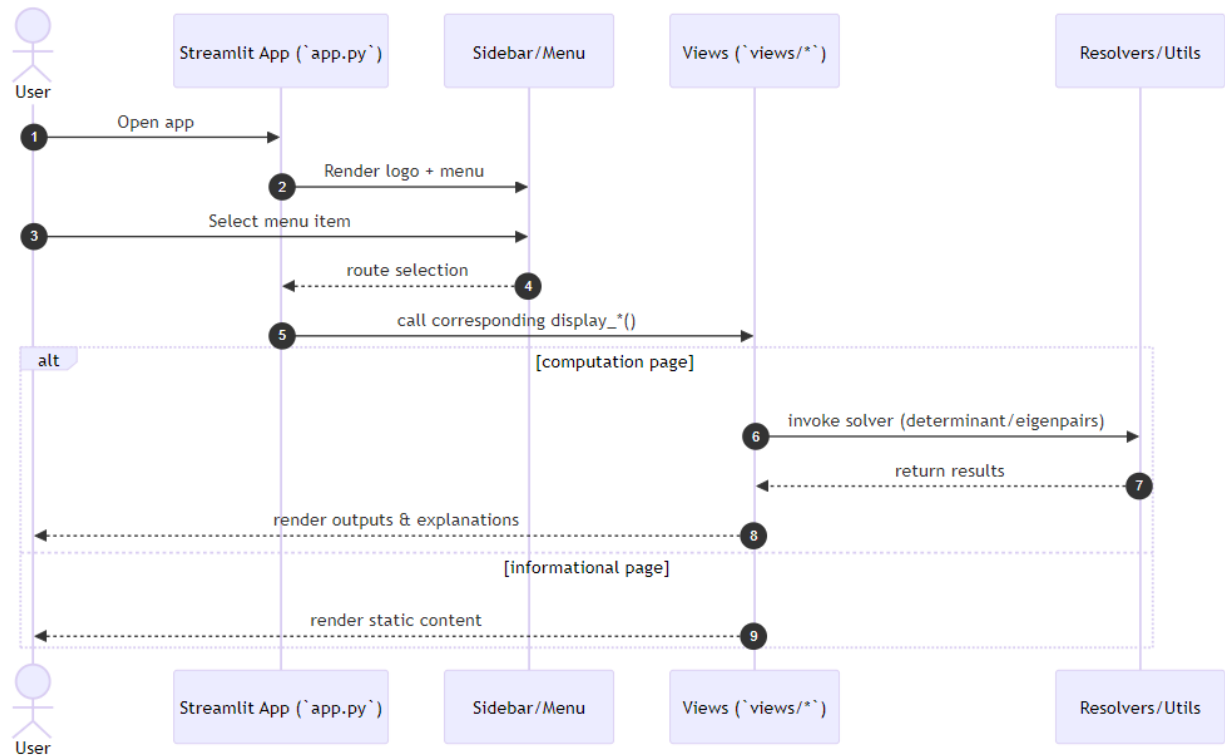 Streamlit App (`app.py`)
Sidebar/Menu
Views (`views/*`)
Resolvers/Utils
User
1
Open app
2
Render logo + menu
3
Select menu item
route selection
4
5
call corresponding display_*()
alt
[computation page]
6
invoke solver (determinant/eigenpairs)
return results
7
render outputs & explanations
8
[informational page]
render static content
9
Streamlit App (`app.py`)
Sidebar/Menu
Views (`views/*`)
Resolvers/Utils
User